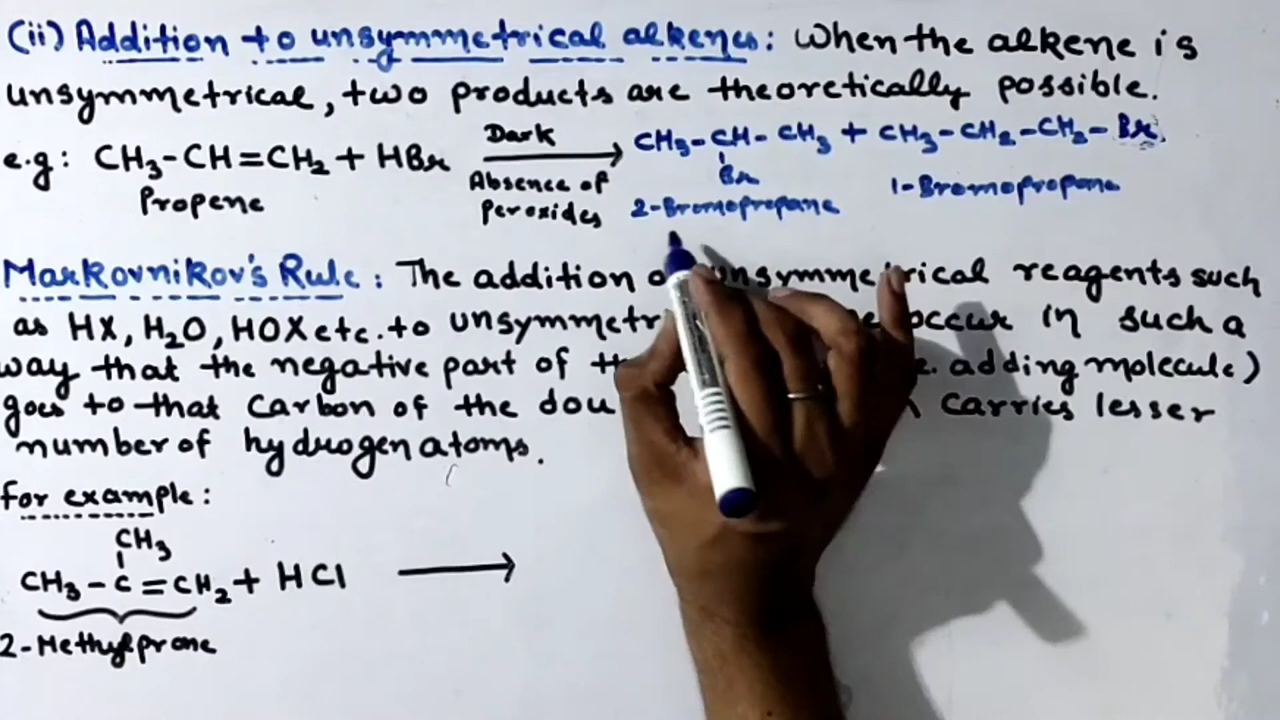 (ii) Addition to unsymmetrical alkenes: When the alkene is
unsymmetrical, two products are theoretically possible.
e.g: CH₃-CH=CH₂ + HBr
Propene
Dark
Absence of
Peroxides
CH₃-CH-CH₃ + CH₃-CH₂-CH₂-Br
Br
2-Bromopropane
1-Bromopropane
Markovnikov's Rule: The addition unsymmetrical reagents such
as HX, H₂O, HOX etc. to occur in such a
way that the negative part of adding molecule)
goes to that Carbon of the carries lesser
number of hydrogen atoms.
for example:
CH₃
CH₃-C=CH₂ + HCl
2-Methylprone